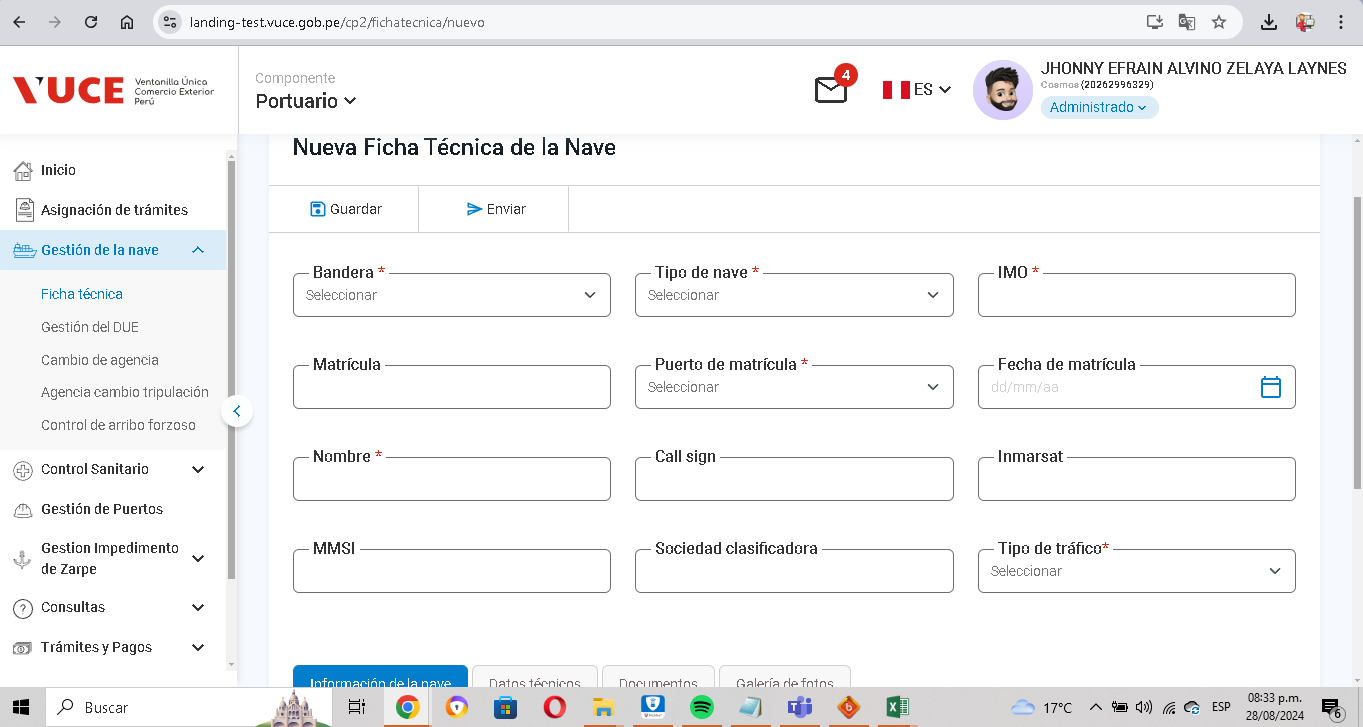 landing-test.vuce.gob.pe/cp2/fichatecnica/nuevo
VUCE
Ventanilla Única
Comercio Exterior
Perú
Componente
Portuario
4
ES
JHONNY EFRAIN ALVINO ZELAYA LAYNES
Cosmos (20262996329)
Administrado
Inicio
Asignación de trámites
Gestión de la nave
Ficha técnica
Gestión del DUE
Cambio de agencia
Agencia cambio tripulación
Control de arribo forzoso
Control Sanitario
Gestión de Puertos
Gestion Impedimento
de Zarpe
Consultas
Trámites y Pagos
Nueva Ficha Técnica de la Nave
Guardar
Enviar
Bandera *
Seleccionar
Tipo de nave *
Seleccionar
IMO *
Matrícula
Puerto de matrícula *
Seleccionar
Fecha de matrícula
dd/mm/aa
Nombre *
Call sign
Inmarsat
MMSI
Sociedad clasificadora
Tipo de tráfico*
Seleccionar
Información de la nave
Datos técnicos
Documentos
Galería de fotos
Buscar
17°C
ESP
08:33 p.m.
28/08/2024
6